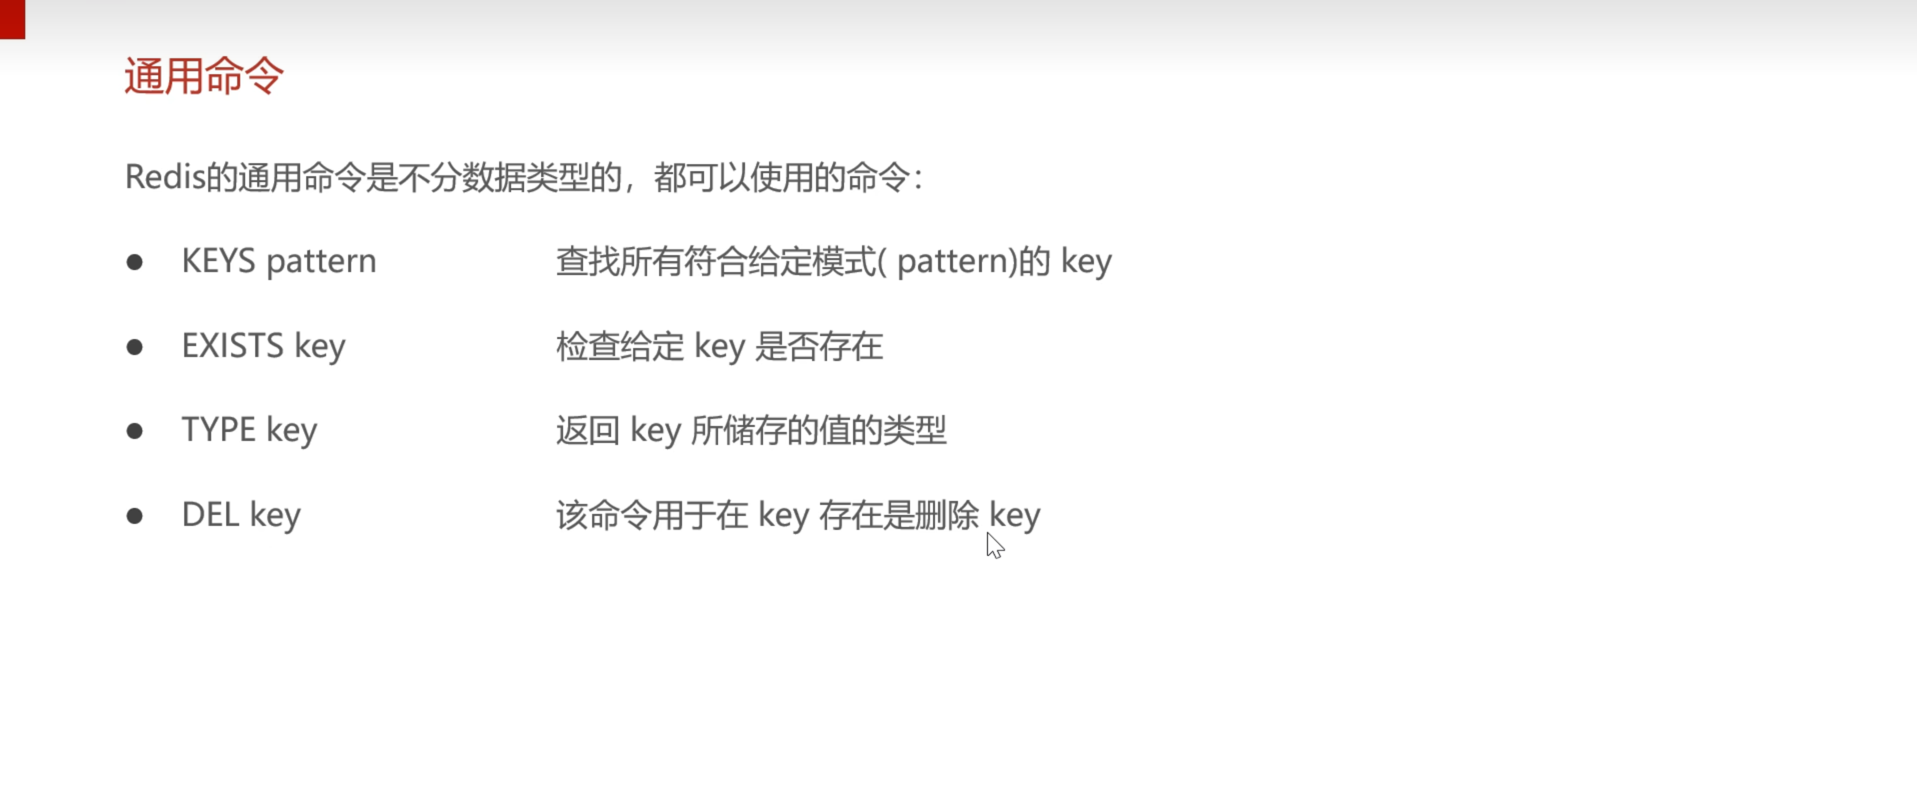 通用命令
Redis的通用命令是不分数据类型的，都可以使用的命令：
● KEYS pattern 查找所有符合给定模式( pattern)的 key
● EXISTS key 检查给定 key 是否存在
● TYPE key 返回 key 所储存的值的类型
● DEL key 该命令用于在 key 存在是删除 key